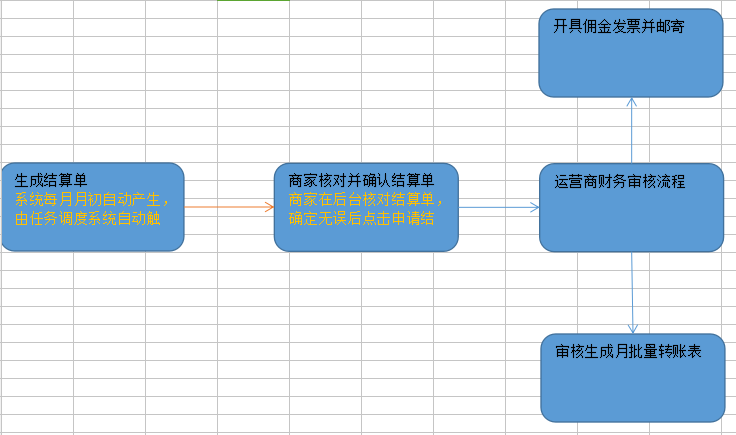 开具佣金发票并邮寄
生成结算单
系统每月月初自动产生，
由任务调度系统自动触
商家核对并确认结算单
商家在后台核对结算单，
确定无误后点击申请结
运营商财务审核流程
审核生成月批量转账表